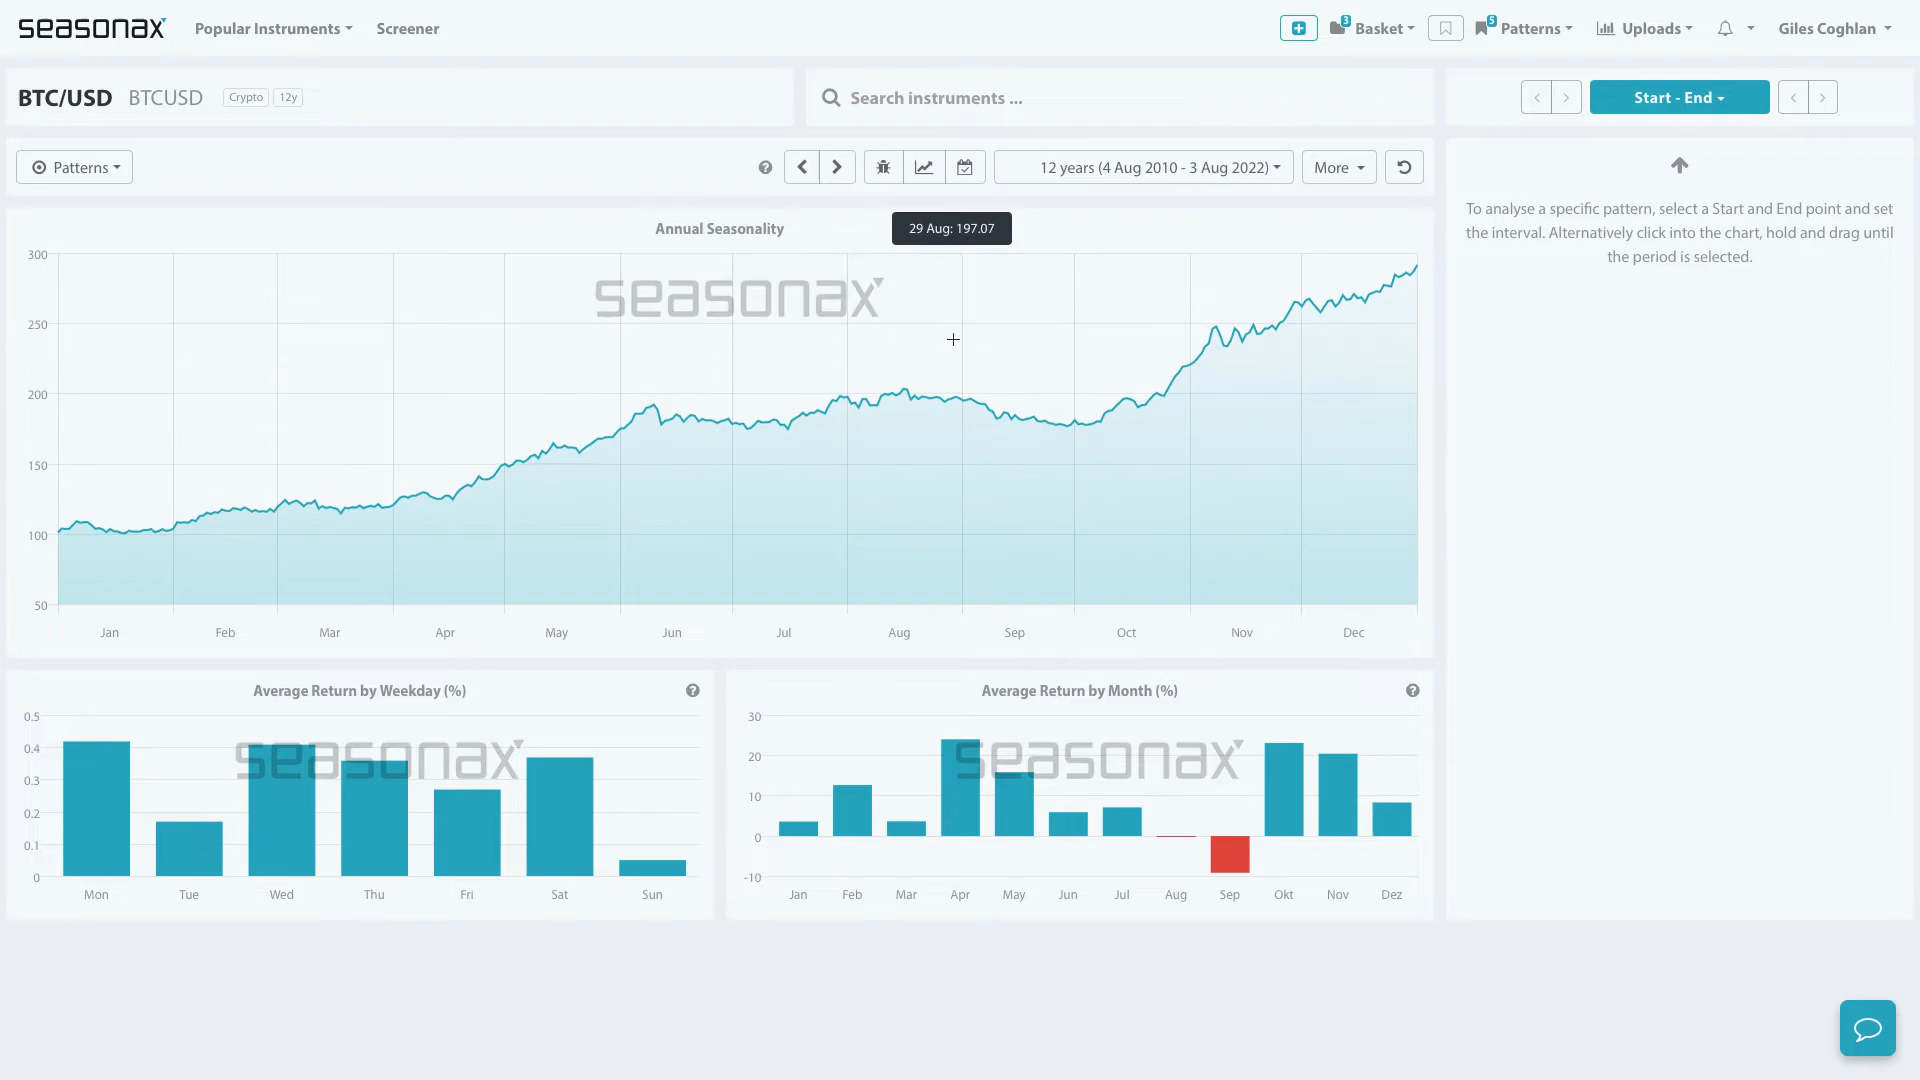 seasonax
Popular Instruments
Screener
3
Basket
5
Patterns
Uploads
Giles Coghlan
BTC/USD BTCUSD Crypto 12y
Search instruments ...
Start - End
Patterns
12 years (4 Aug 2010 - 3 Aug 2022)
More
To analyse a specific pattern, select a Start and End point and set
the interval. Alternatively click into the chart, hold and drag until
the period is selected.
Annual Seasonality
29 Aug: 197.07
seasonax
300
250
200
150
100
50
Jan Feb Mar Apr May Jun Jul Aug Sep Oct Nov Dec
Average Return by Weekday (%)
seasonax
0.5
0.4
0.3
0.2
0.1
0
Mon Tue Wed Thu Fri Sat Sun
Average Return by Month (%)
seasonax
30
20
10
0
-10
Jan Feb Mar Apr May Jun Jul Aug Sep Okt Nov Dez